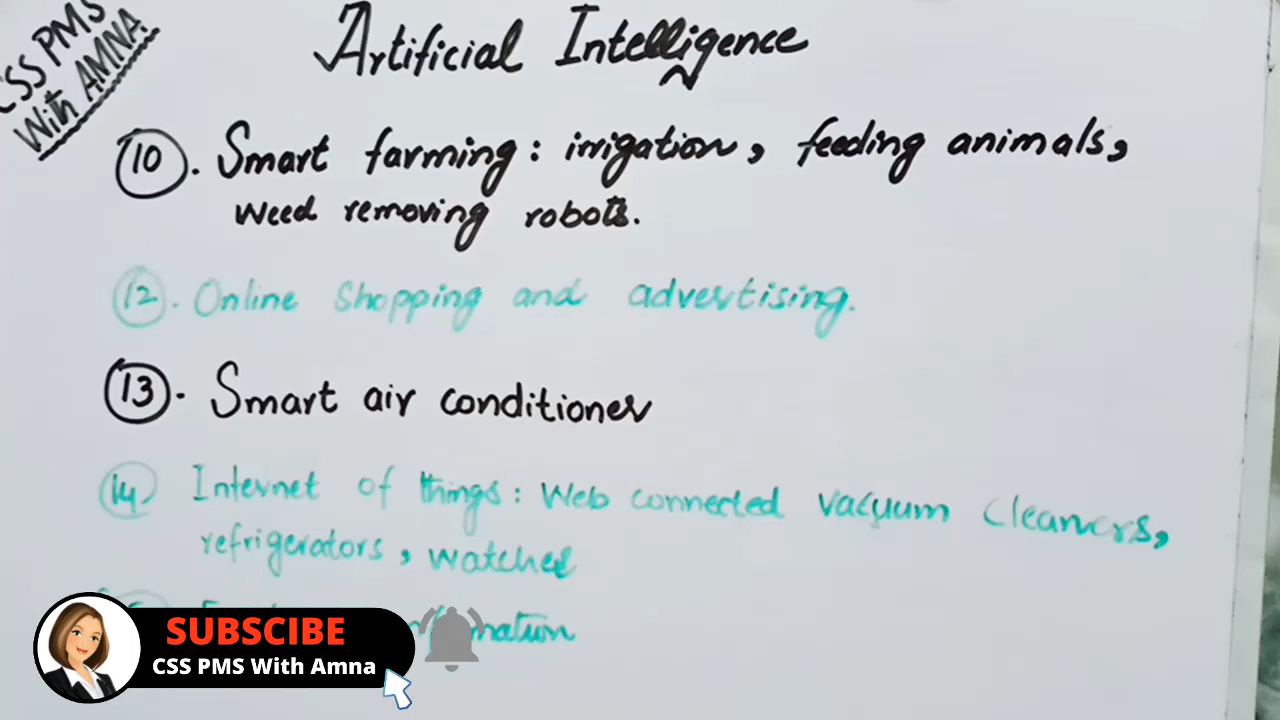 CSS PMS
With AMNA
Artificial Intelligence
10. Smart farming: irrigation, feeding animals,
weed removing robots.
12. Online shopping and advertising.
13. Smart air conditioner
14 Internet of things: Web connected vacuum cleaners,
refrigerators, watches
SUBSCIBE
CSS PMS With Amna